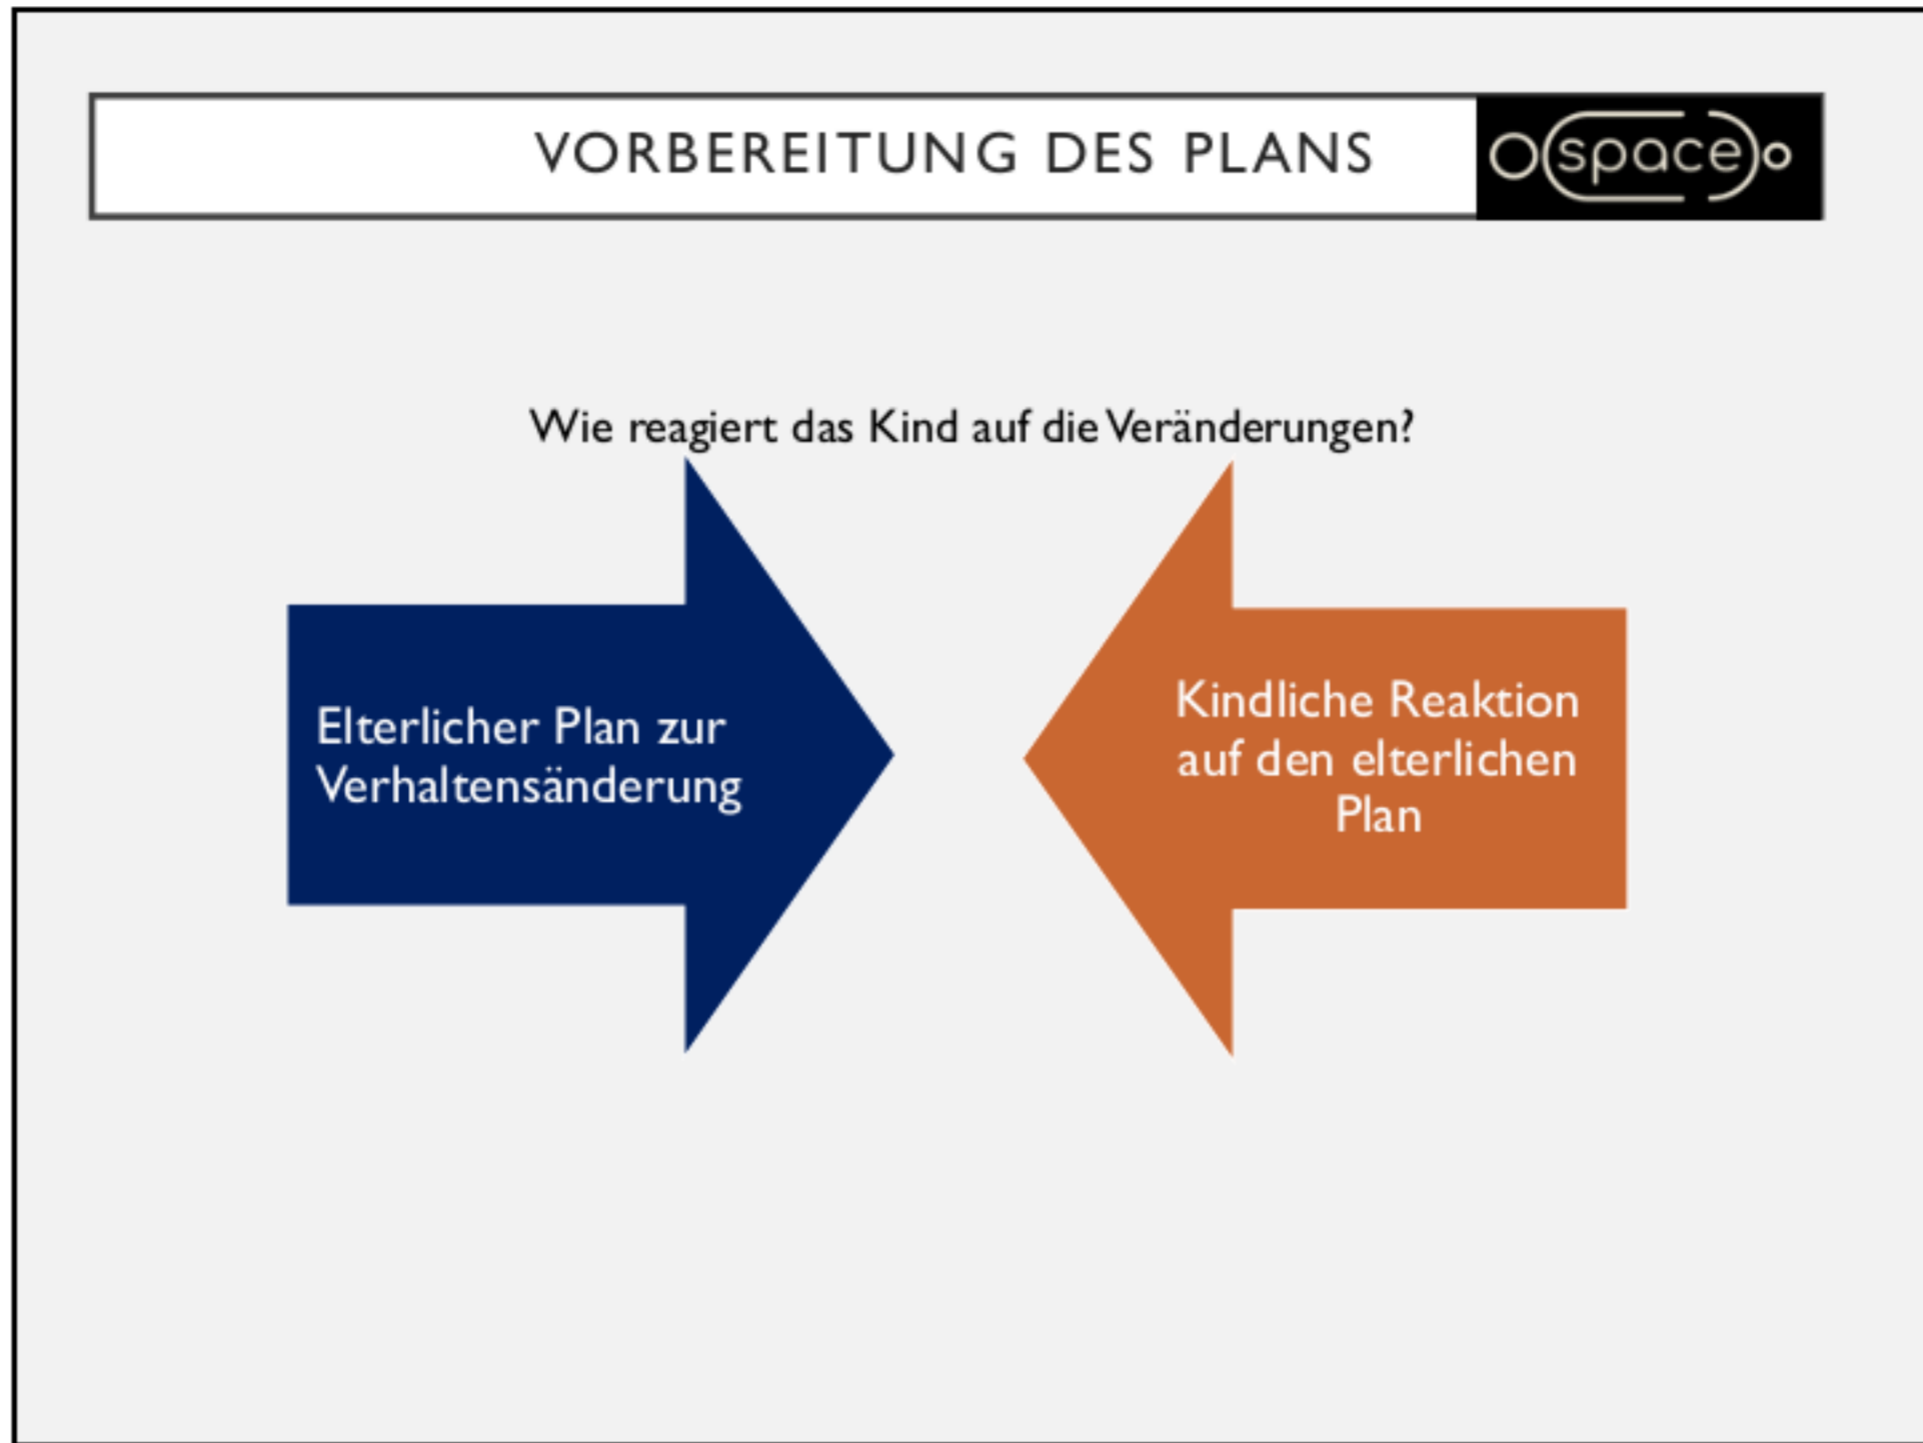 VORBEREITUNG DES PLANS
space
Wie reagiert das Kind auf die Veränderungen?
Elterlicher Plan zur
Verhaltensänderung
Kindliche Reaktion
auf den elterlichen
Plan